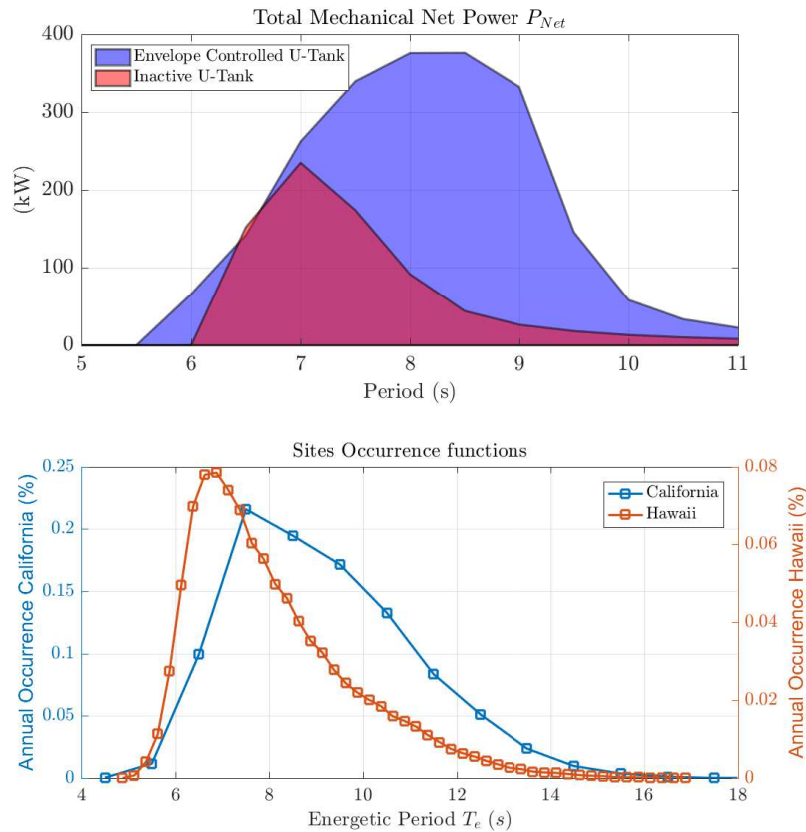 Total Mechanical Net Power P_Net
400
300
200
100
0
(kW)
Envelope Controlled U-Tank
Inactive U-Tank
5 6 7 8 9 10 11
Period (s)
Sites Occurrence functions
Annual Occurrence California (%)
0.25
0.2
0.15
0.1
0.05
0
California
Hawaii
0.08
0.06
0.04
0.02
0
Annual Occurrence Hawaii (%)
4 6 8 10 12 14 16 18
Energetic Period T_e (s)